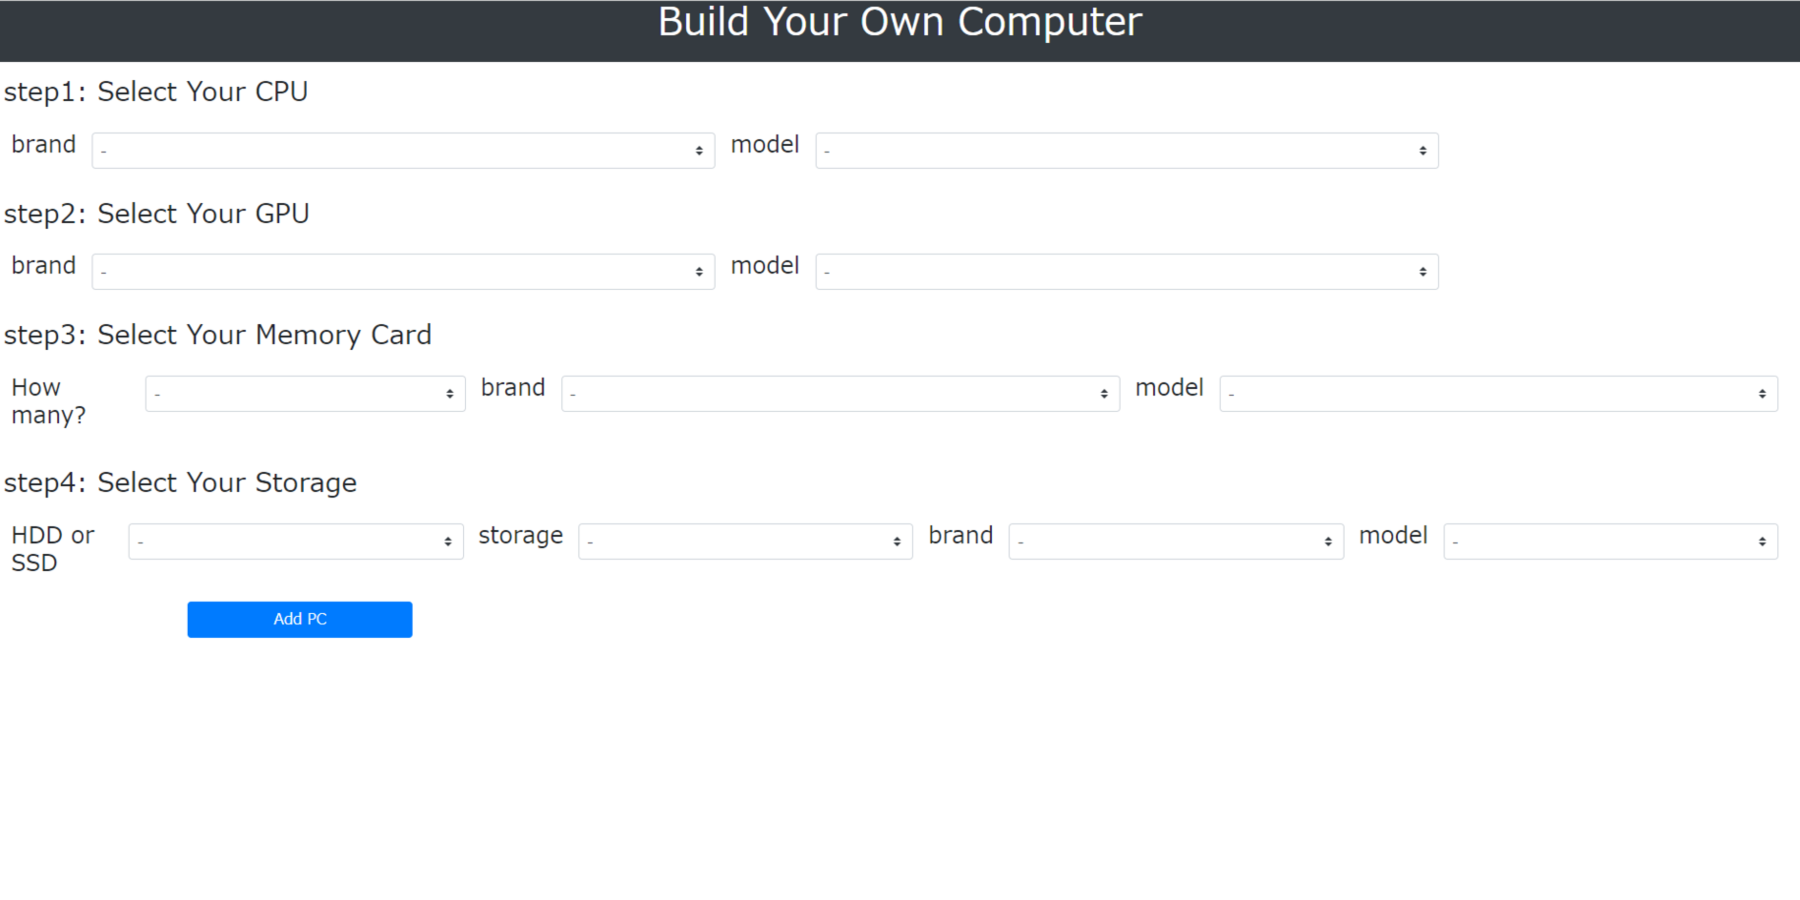 Build Your Own Computer
step1: Select Your CPU
brand - model -
step2: Select Your GPU
brand - model -
step3: Select Your Memory Card
How many? - brand - model -
step4: Select Your Storage
HDD or SSD - storage - brand - model -
Add PC